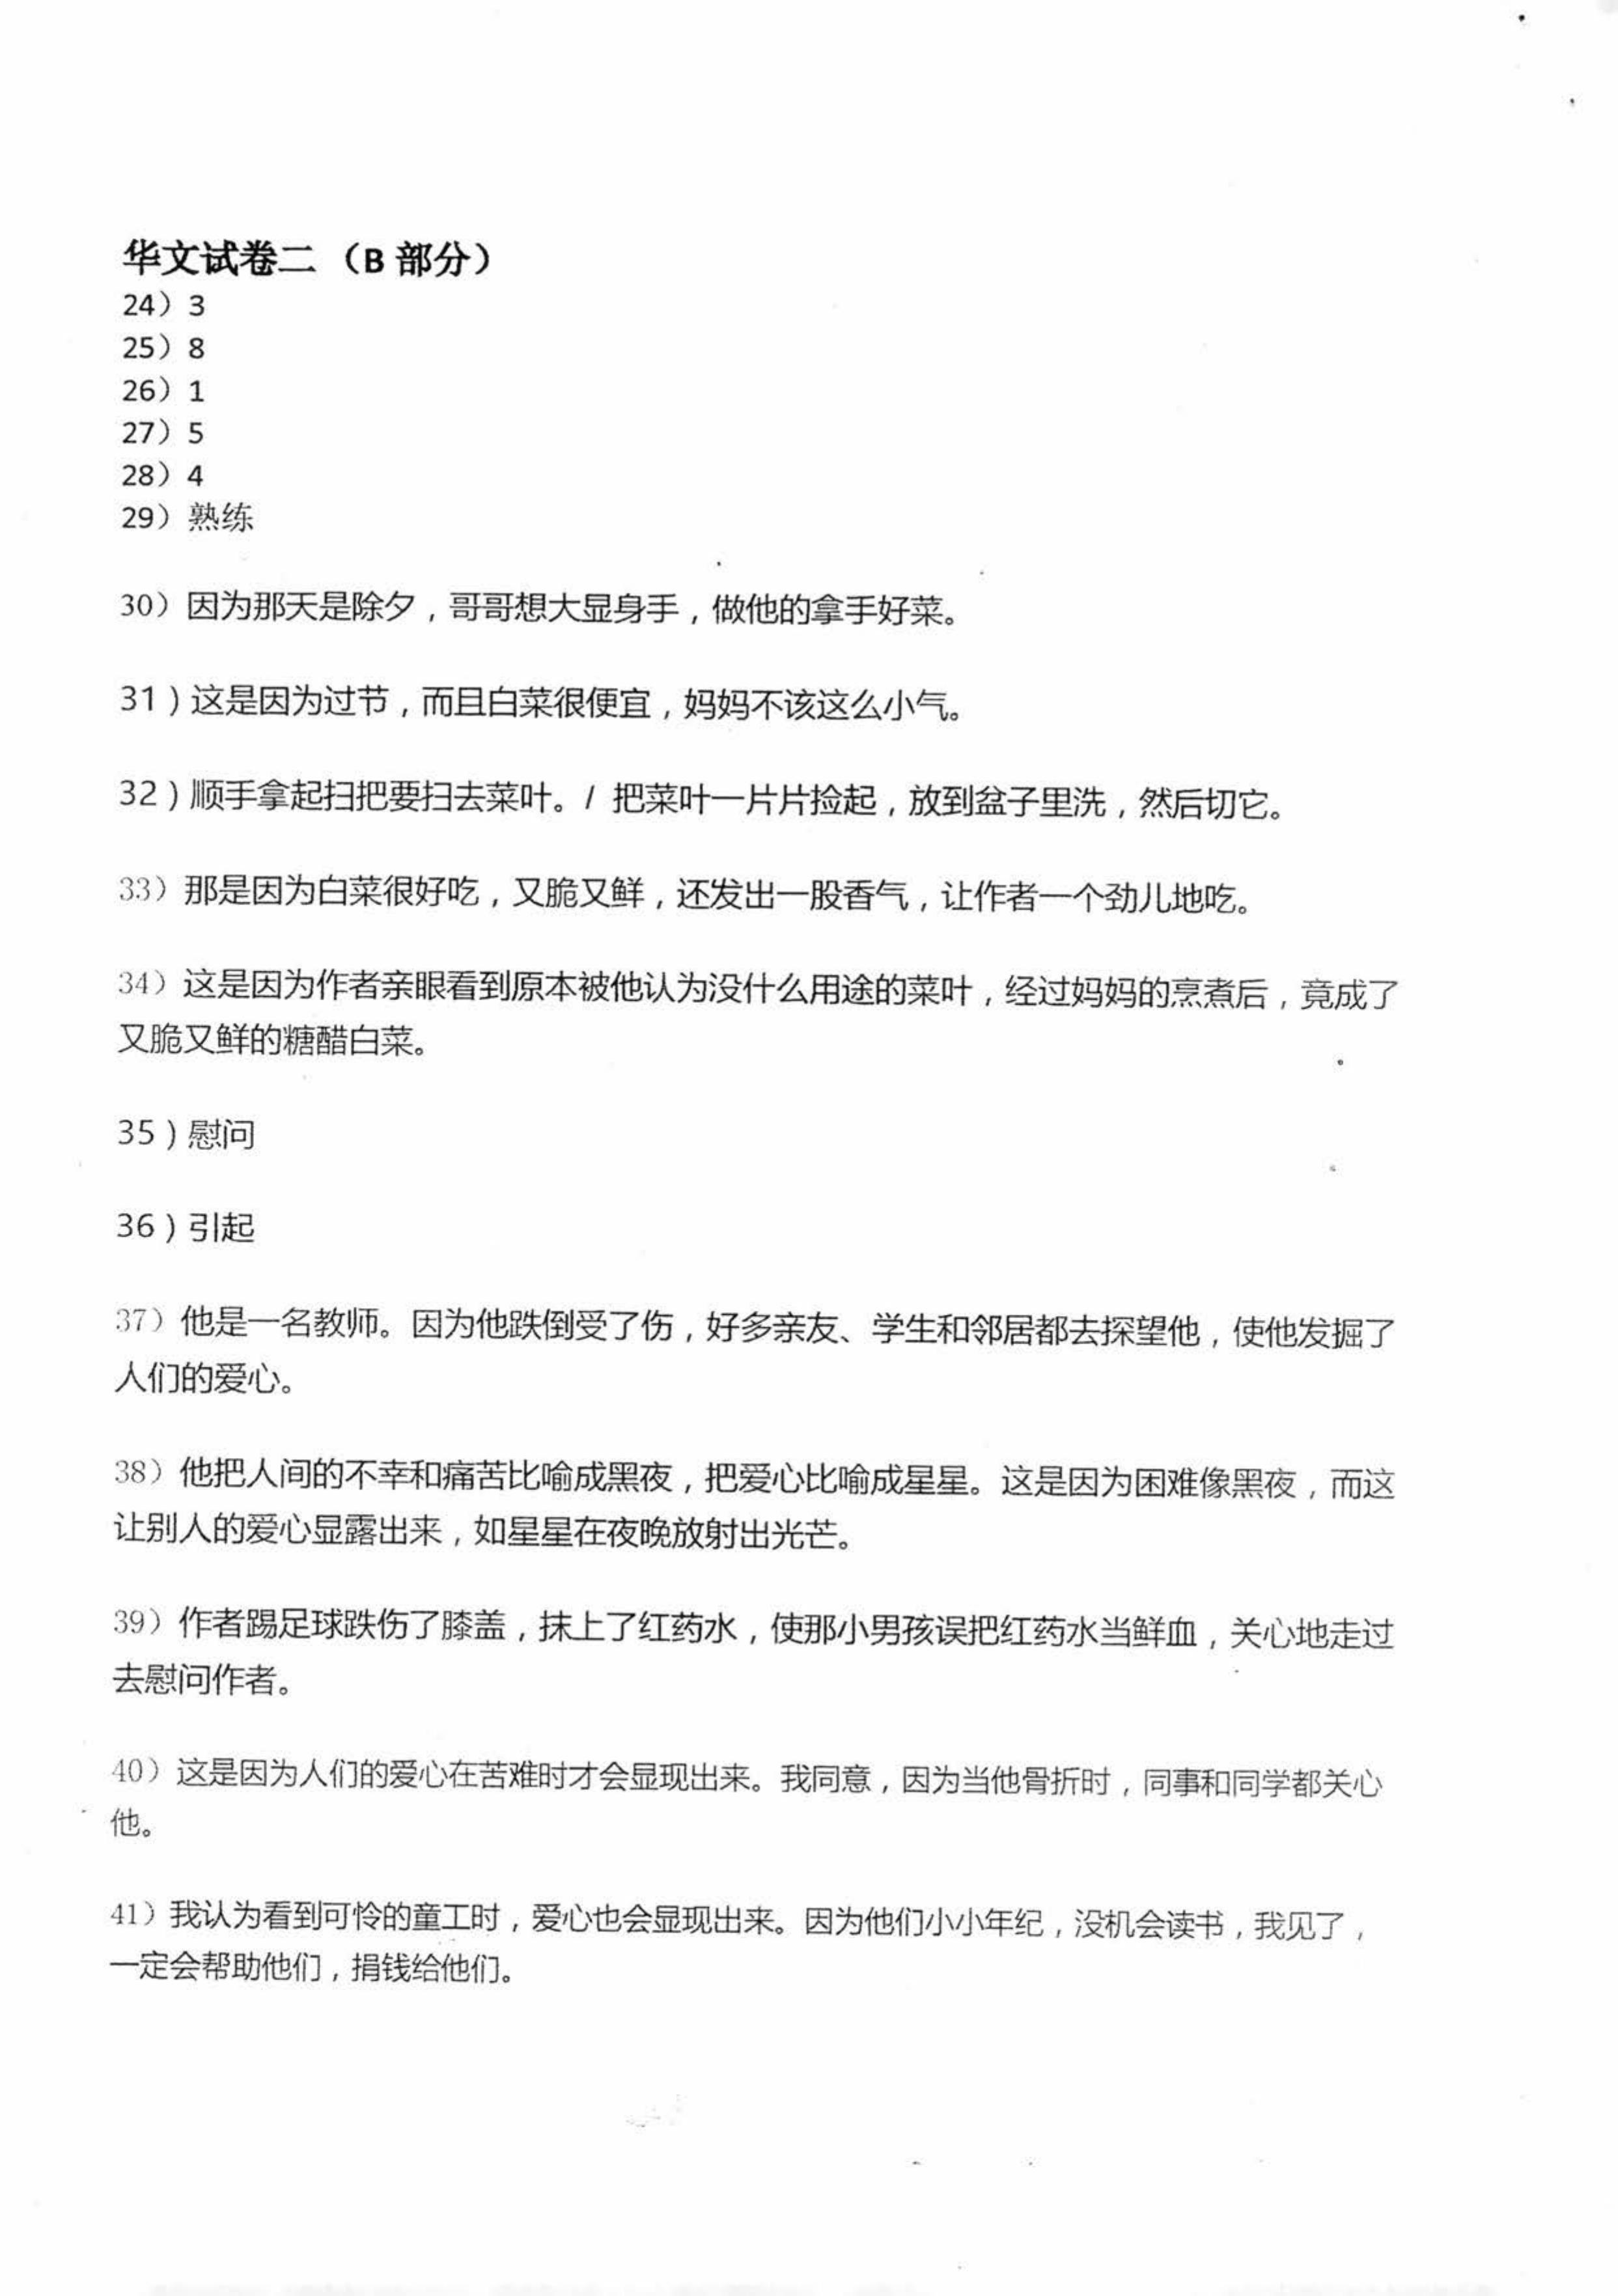 华文试卷二（B 部分）
24）3
25）8
26）1
27）5
28）4
29）熟练
30）因为那天是除夕，哥哥想大显身手，做他的拿手好菜。
31）这是因为过节，而且白菜很便宜，妈妈不该这么小气。
32）顺手拿起扫把要扫去菜叶。/ 把菜叶一片片捡起，放到盆子里洗，然后切它。
33）那是因为白菜很好吃，又脆又鲜，还发出一股香气，让作者一个劲儿地吃。
34）这是因为作者亲眼看到原本被他认为没什么用途的菜叶，经过妈妈的烹煮后，竟成了
又脆又鲜的糖醋白菜。
35）慰问
36）引起
37）他是一名教师。因为他跌倒受了伤，好多亲友、学生和邻居都去探望他，使他发掘了
人们的爱心。
38）他把人间的不幸和痛苦比喻成黑夜，把爱心比喻成星星。这是因为困难像黑夜，而这
让别人的爱心显露出来，如星星在夜晚放射出光芒。
39）作者踢足球跌伤了膝盖，抹上了红药水，使那小男孩误把红药水当鲜血，关心地走过
去慰问作者。
40）这是因为人们的爱心在苦难时才会显现出来。我同意，因为当他骨折时，同事和同学都关心
他。
41）我认为看到可怜的童工时，爱心也会显现出来。因为他们小小年纪，没机会读书，我见了，
一定会帮助他们，捐钱给他们。